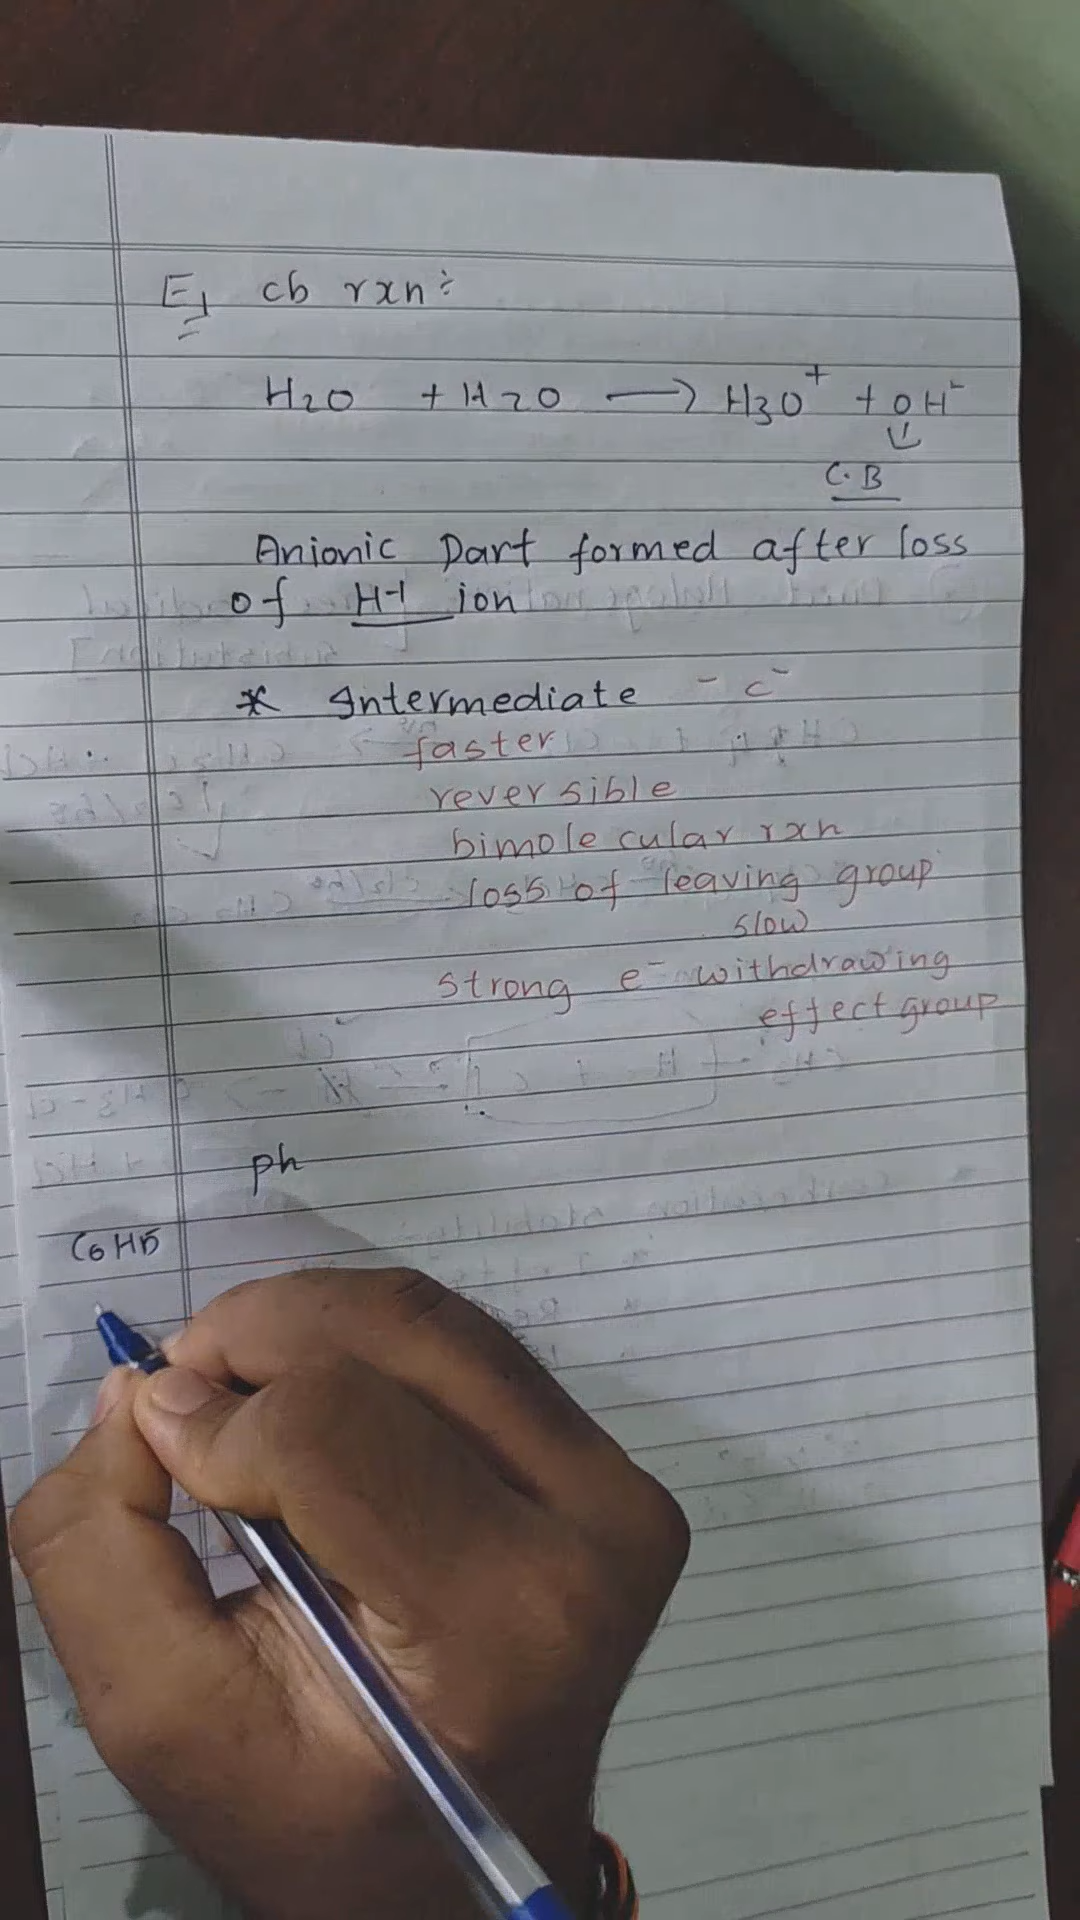 E1 cb rxn÷
H2O + H2O ⟶ H3O+ + OH-
C.B
Anionic Part formed after loss
of H+ ion
* Intermediate - c-
faster
reversible
bimolecular rxn
loss of leaving group
slow
strong e- withdrawing
effect group
ph
C6H5